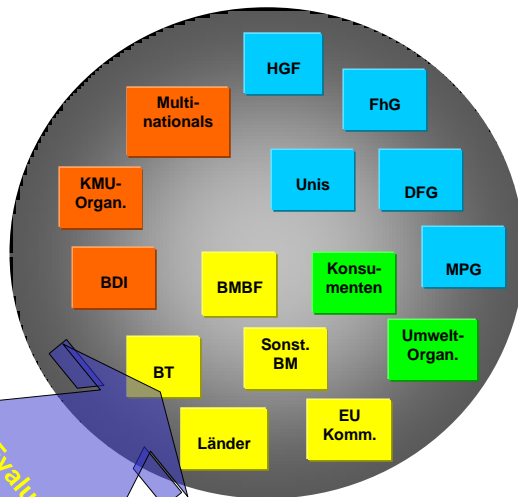 HGF
FhG
Multi-
nationals
Unis
DFG
KMU-
Organ.
MPG
BDI
BMBF
Konsu-
menten
BT
Sonst.
BM
Umwelt-
Organ.
Länder
EU
Komm.
Evalu